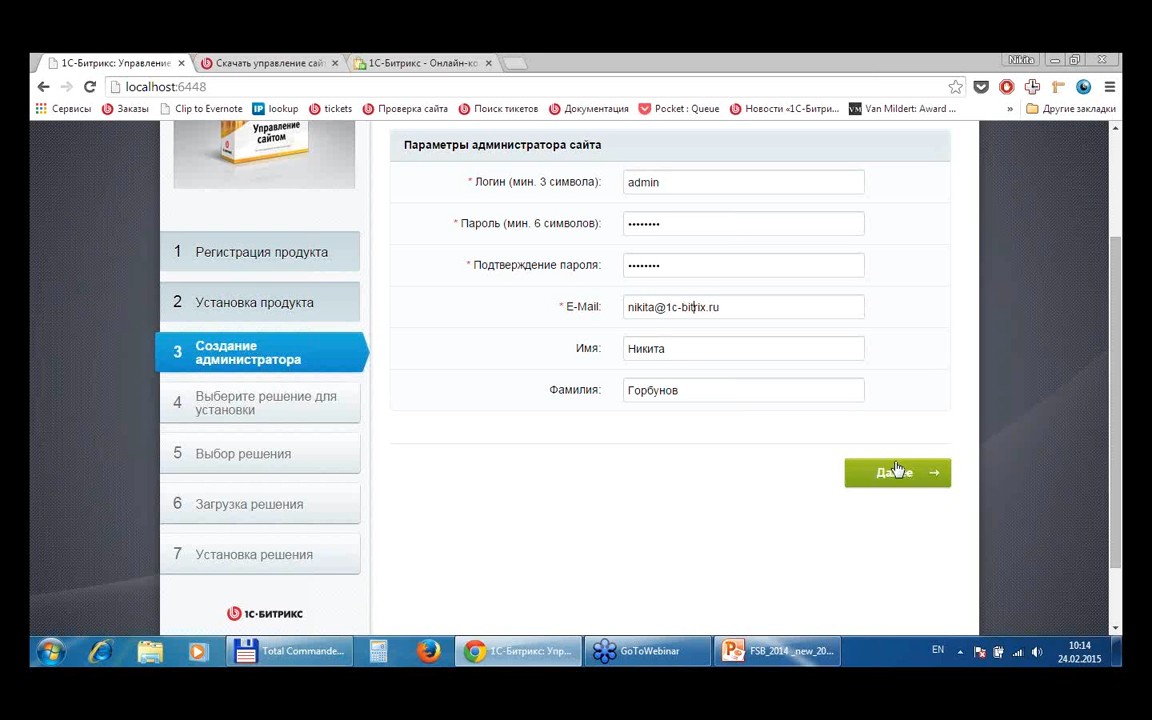 1С-Битрикс: Управление
Скачать управление сай
1С-Битрикс - Онлайн-ко
Nikita
localhost:6448
Сервисы
Заказы
Clip to Evernote
lookup
tickets
Проверка сайта
Поиск тикетов
Документация
Pocket : Queue
Новости «1С-Битри...
Van Mildert: Award ...
»
Другие закладки
Управление
сайтом
Параметры администратора сайта
* Логин (мин. 3 символа):
admin
* Пароль (мин. 6 символов):
••••••••
* Подтверждение пароля:
••••••••
* E-Mail:
nikita@1c-bitrix.ru
Имя:
Никита
Фамилия:
Горбунов
1 Регистрация продукта
2 Установка продукта
3 Создание
администратора
4 Выберите решение для
установки
5 Выбор решения
6 Загрузка решения
7 Установка решения
1С·БИТРИКС
Total Commande...
1С-Битрикс: Упр...
GoToWebinar
FSB_2014 _new_20...
EN
10:14
24.02.2015